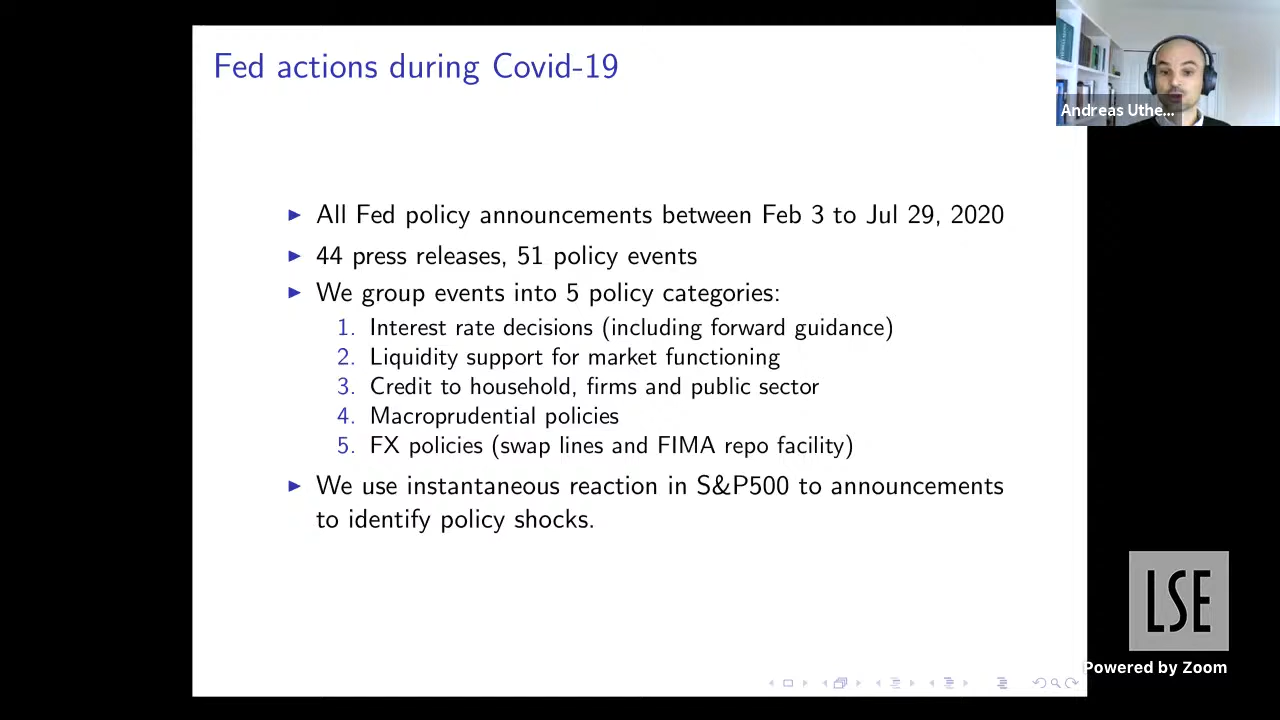 Fed actions during Covid-19
Andreas Uthe...
▶ All Fed policy announcements between Feb 3 to Jul 29, 2020
▶ 44 press releases, 51 policy events
▶ We group events into 5 policy categories:
1. Interest rate decisions (including forward guidance)
2. Liquidity support for market functioning
3. Credit to household, firms and public sector
4. Macroprudential policies
5. FX policies (swap lines and FIMA repo facility)
▶ We use instantaneous reaction in S&P500 to announcements
to identify policy shocks.
LSE
Powered by Zoom